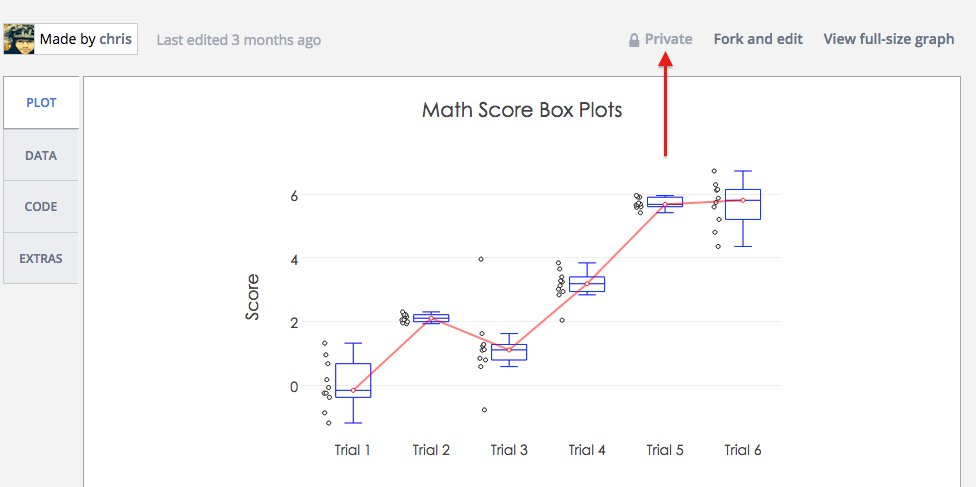 Made by chris Last edited 3 months ago Private Fork and edit View full-size graph
PLOT
DATA
CODE
EXTRAS
Math Score Box Plots
Score
6
4
2
0
Trial 1 Trial 2 Trial 3 Trial 4 Trial 5 Trial 6